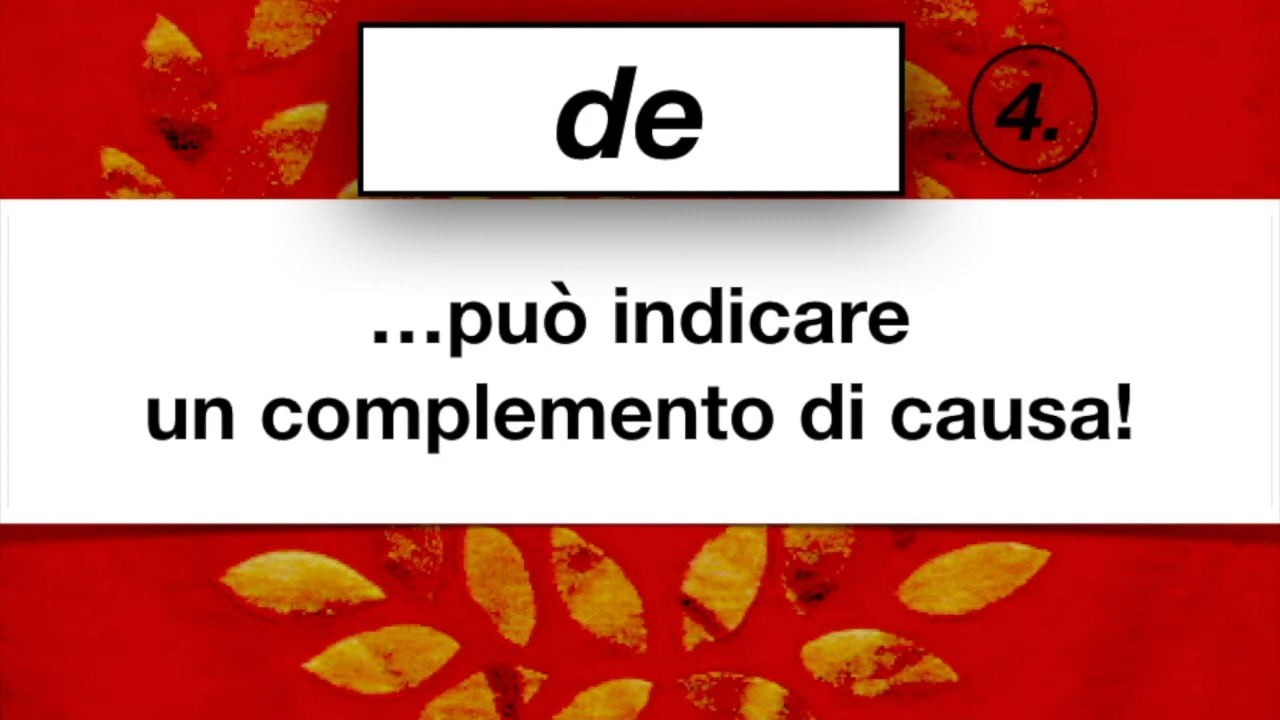 de
4.
...può indicare
un complemento di causa!